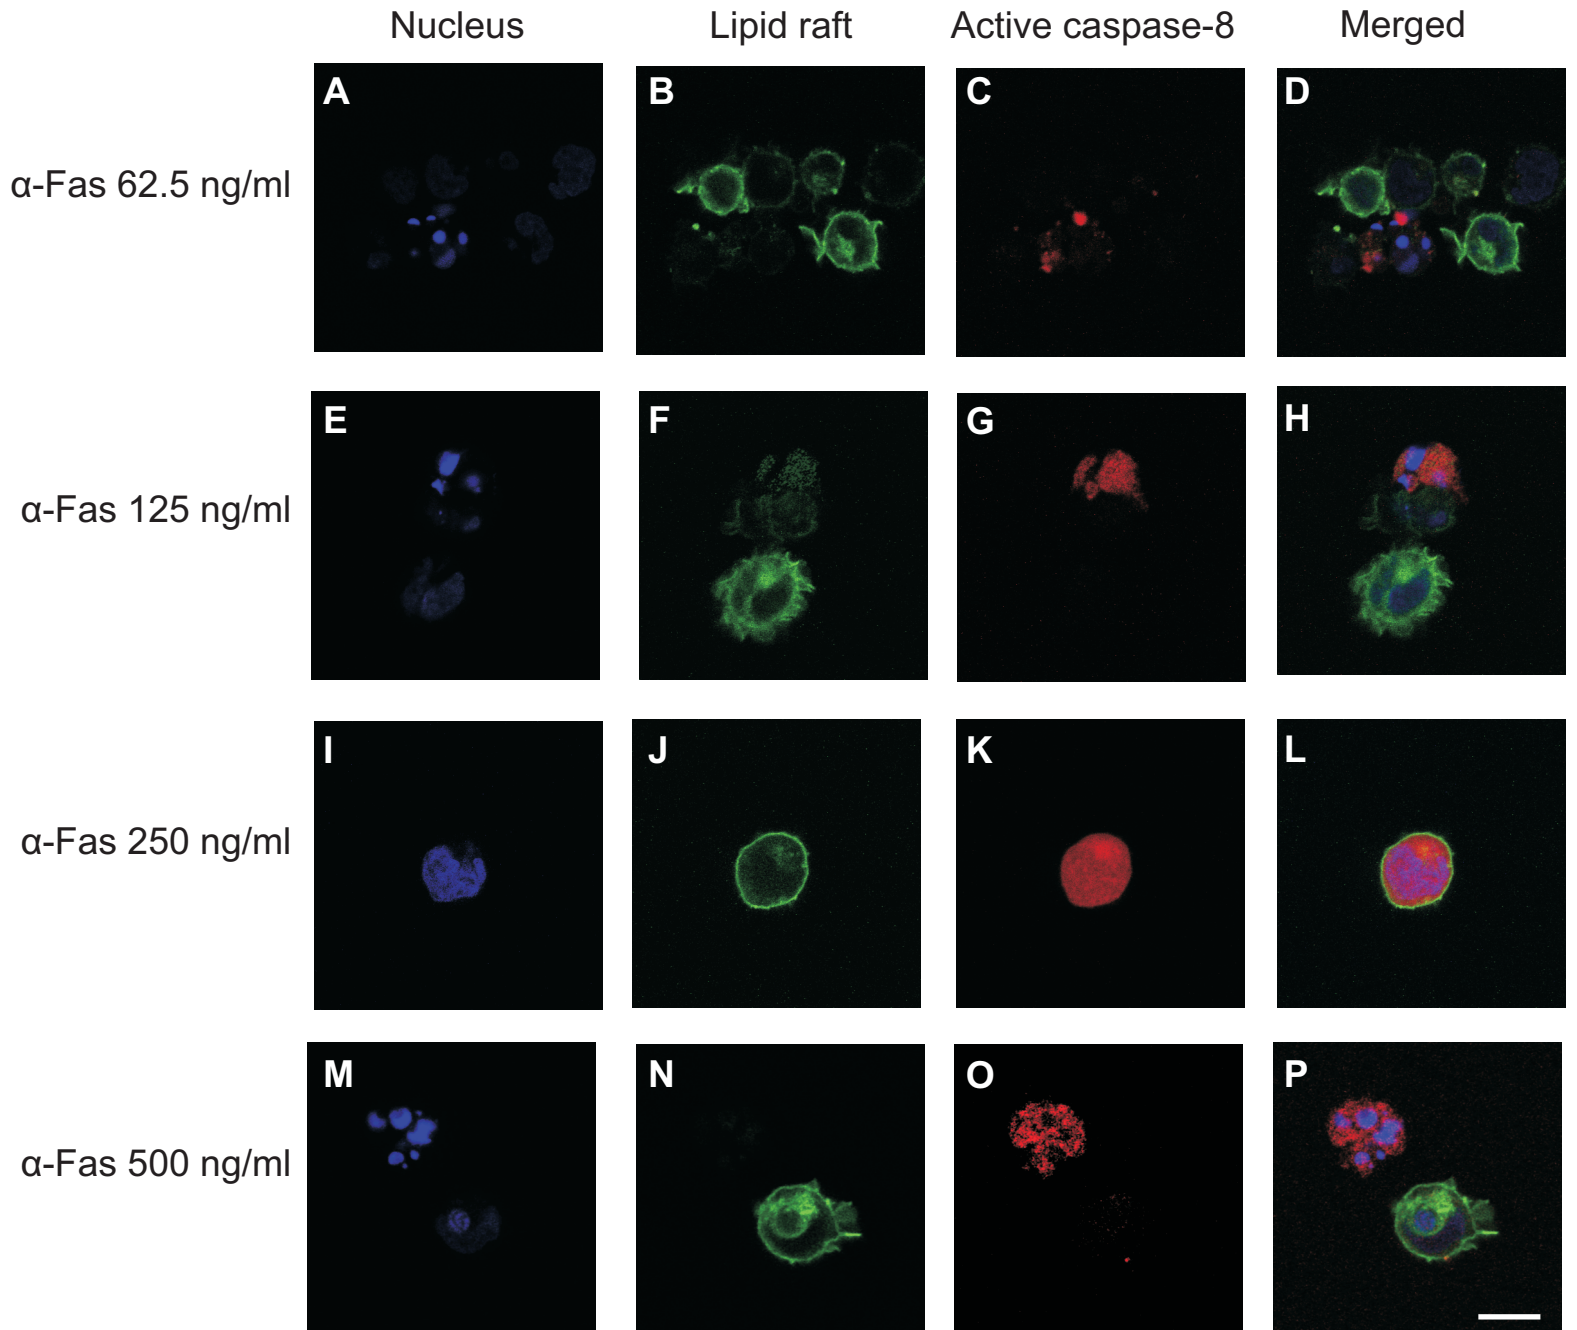 Nucleus Lipid raft Active caspase-8 Merged
α-Fas 62.5 ng/ml
A B C D
α-Fas 125 ng/ml
E F G H
α-Fas 250 ng/ml
I J K L
α-Fas 500 ng/ml
M N O P